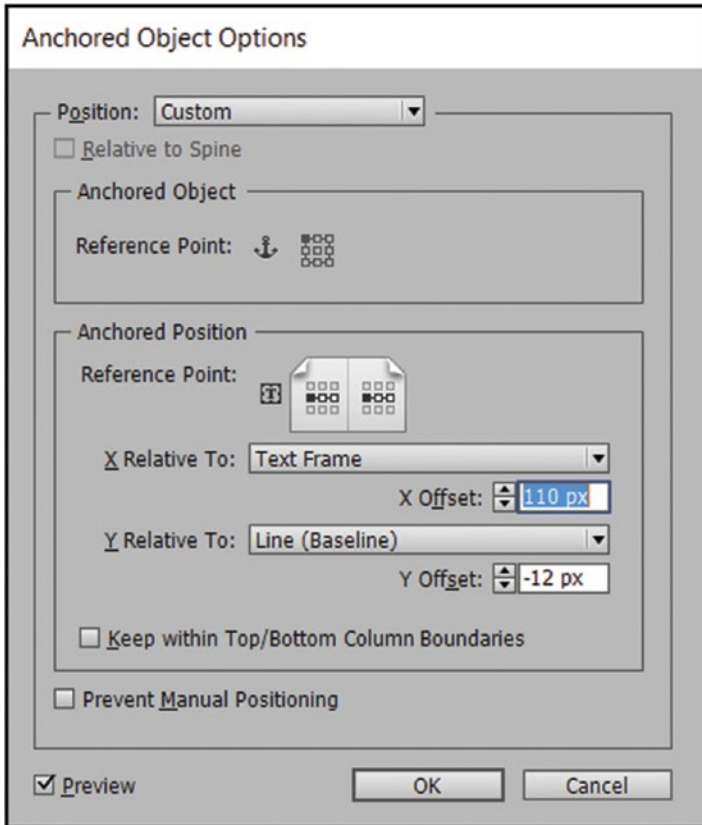 Anchored Object Options
Position: Custom
Relative to Spine
Anchored Object
Reference Point:
Anchored Position
Reference Point:
T
X Relative To: Text Frame
X Offset: 110 px
Y Relative To: Line (Baseline)
Y Offset: -12 px
Keep within Top/Bottom Column Boundaries
Prevent Manual Positioning
Preview OK Cancel